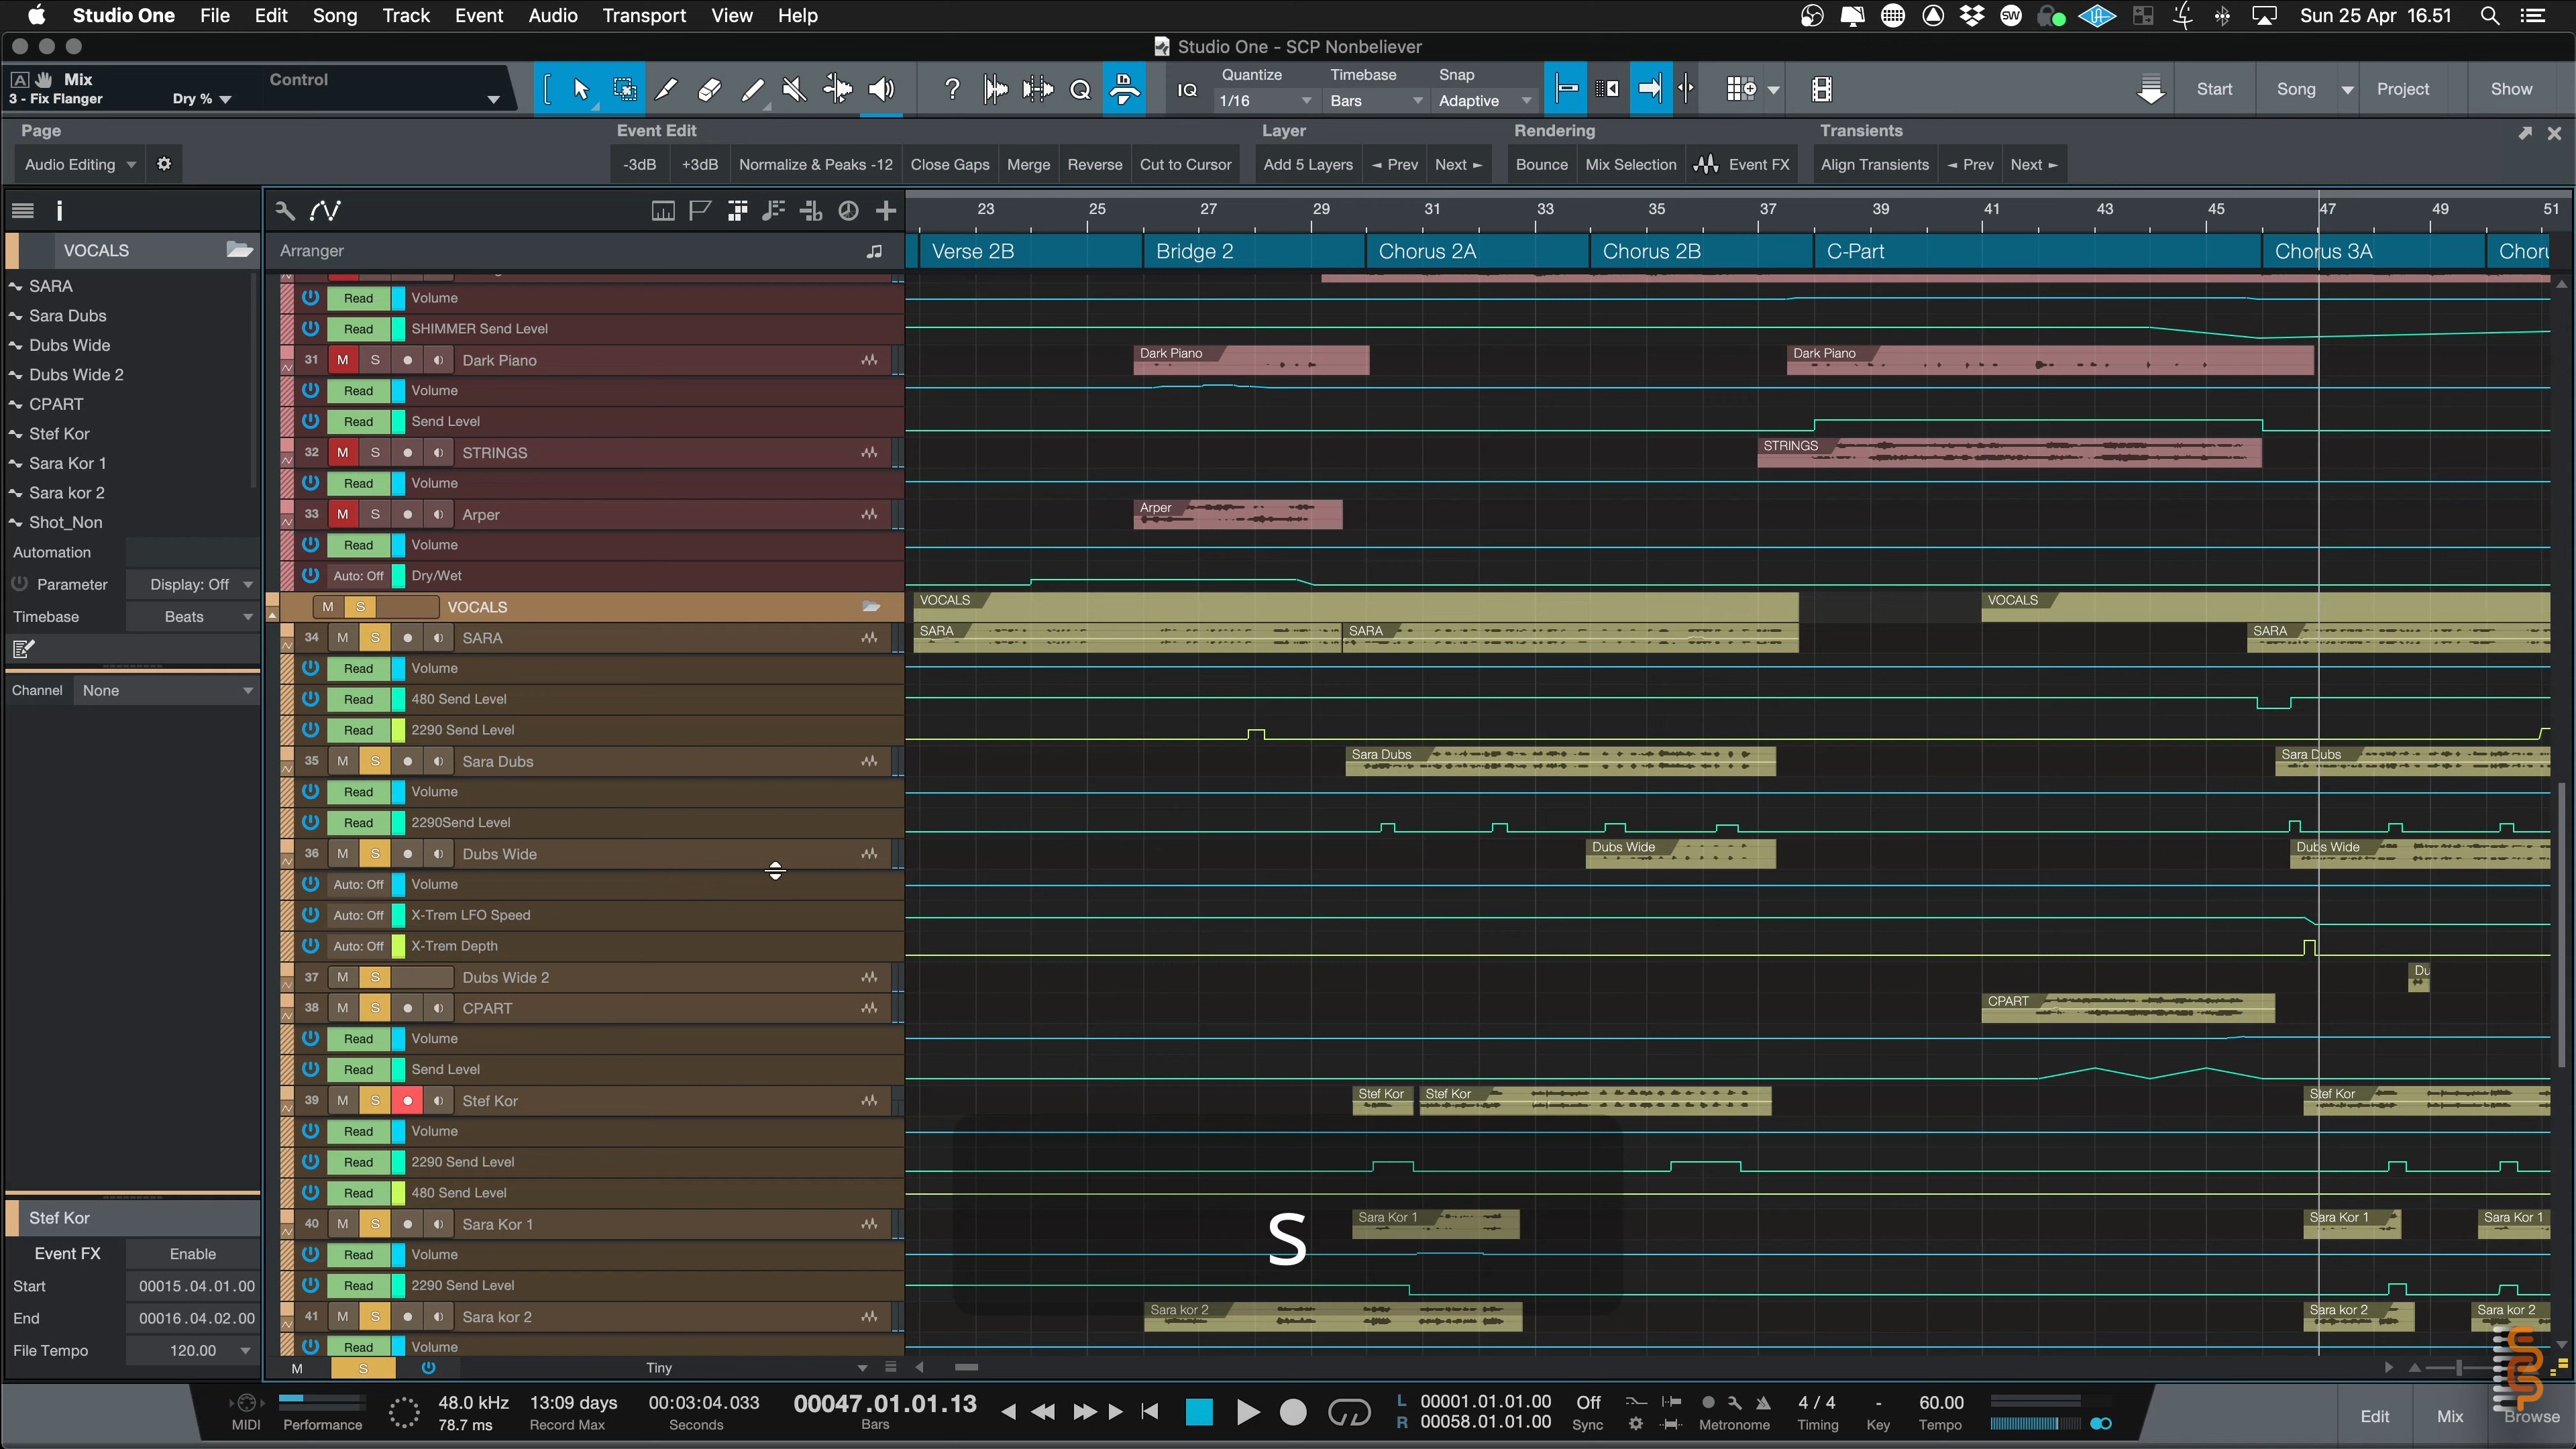 Studio One File Edit Song Track Event Audio Transport View Help Sun 25 Apr 16.51
Studio One - SCP Nonbeliever
Mix Control
3 - Fix Flanger Dry %
IQ Quantize 1/16 Timebase Bars Snap Adaptive Start Song Project Show
Page Event Edit Layer Rendering Transients
Audio Editing -3dB +3dB Normalize & Peaks -12 Close Gaps Merge Reverse Cut to Cursor Add 5 Layers Prev Next Bounce Mix Selection Event FX Align Transients Prev Next
23 25 27 29 31 33 35 37 39 41 43 45 47 49 51
VOCALS
Arranger Verse 2B Bridge 2 Chorus 2A Chorus 2B C-Part Chorus 3A Choru
SARA
Sara Dubs
Dubs Wide
Dubs Wide 2
CPART
Stef Kor
Sara Kor 1
Sara kor 2
Shot_Non
Automation
Parameter Display: Off
Timebase Beats
Channel None
Stef Kor
Event FX Enable
Start 00015.04.01.00
End 00016.04.02.00
File Tempo 120.00
Read Volume
Read SHIMMER Send Level
31 M S Dark Piano Dark Piano Dark Piano
Read Volume
Read Send Level
32 M S STRINGS STRINGS
Read Volume
33 M S Arper Arper
Read Volume
Auto: Off Dry/Wet
M S VOCALS VOCALS VOCALS
34 M S SARA SARA SARA SARA
Read Volume
Read 480 Send Level
Read 2290 Send Level
35 M S Sara Dubs Sara Dubs Sara Dubs
Read Volume
Read 2290Send Level
36 M S Dubs Wide Dubs Wide Dubs Wide
Auto: Off Volume
Auto: Off X-Trem LFO Speed
Auto: Off X-Trem Depth
37 M S Dubs Wide 2 Du
38 M S CPART CPART
Read Volume
Read Send Level
39 M S Stef Kor Stef Kor Stef Kor Stef Kor
Read Volume
Read 2290 Send Level
Read 480 Send Level
40 M S Sara Kor 1 Sara Kor 1 Sara Kor 1 Sara Kor 1
S
Read Volume
Read 2290 Send Level
41 M S Sara kor 2 Sara kor 2 Sara kor 2 Sara kor 2
Read Volume
M S Tiny
MIDI Performance 48.0 kHz 78.7 ms 13:09 days Record Max 00:03:04.033 Seconds 00047.01.01.13 Bars L 00001.01.01.00 R 00058.01.01.00 Off Sync Metronome 4 / 4 Timing - Key 60.00 Tempo Edit Mix Browse